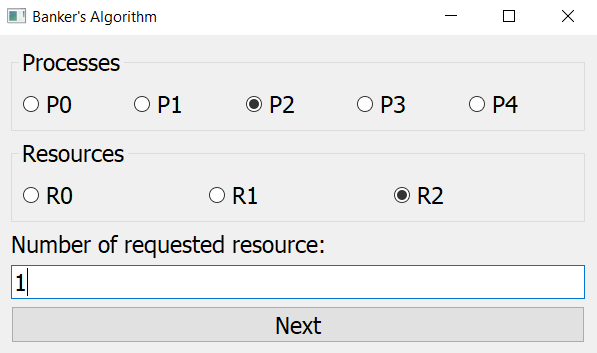 Banker's Algorithm
Processes
P0 P1 P2 P3 P4
Resources
R0 R1 R2
Number of requested resource:
1
Next